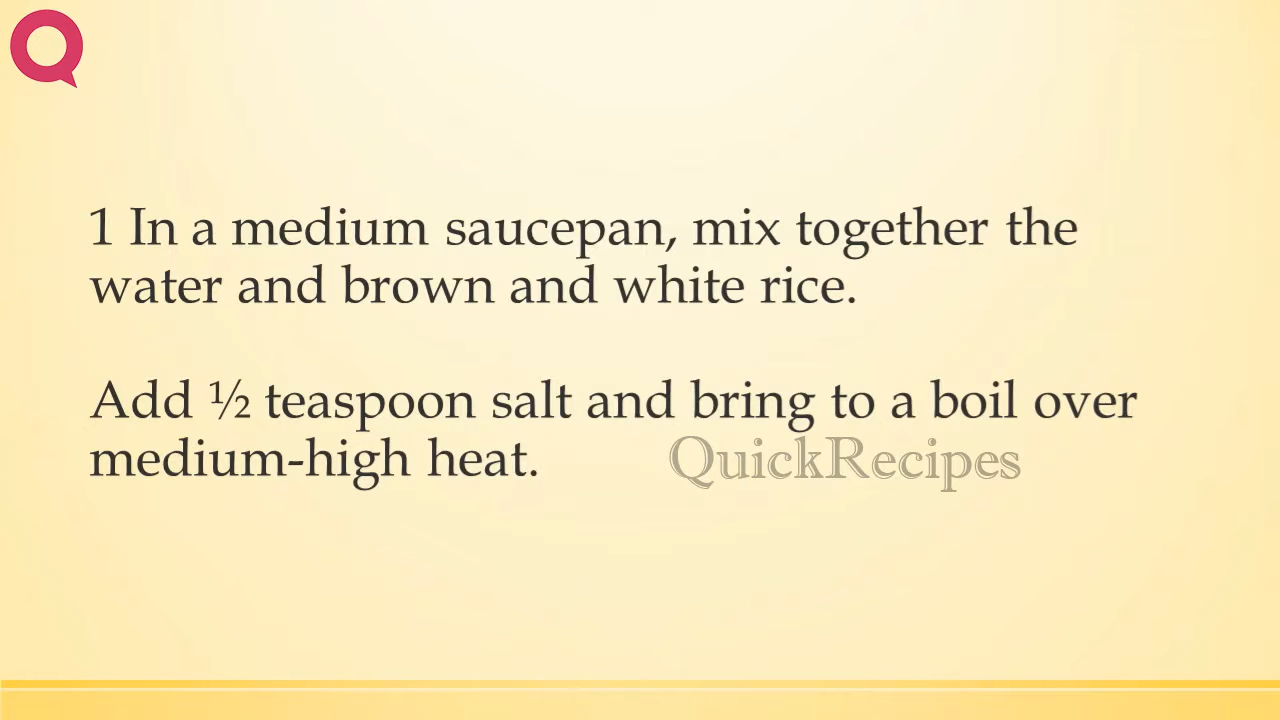 1 In a medium saucepan, mix together the
water and brown and white rice.
Add ½ teaspoon salt and bring to a boil over
medium-high heat.
QuickRecipes